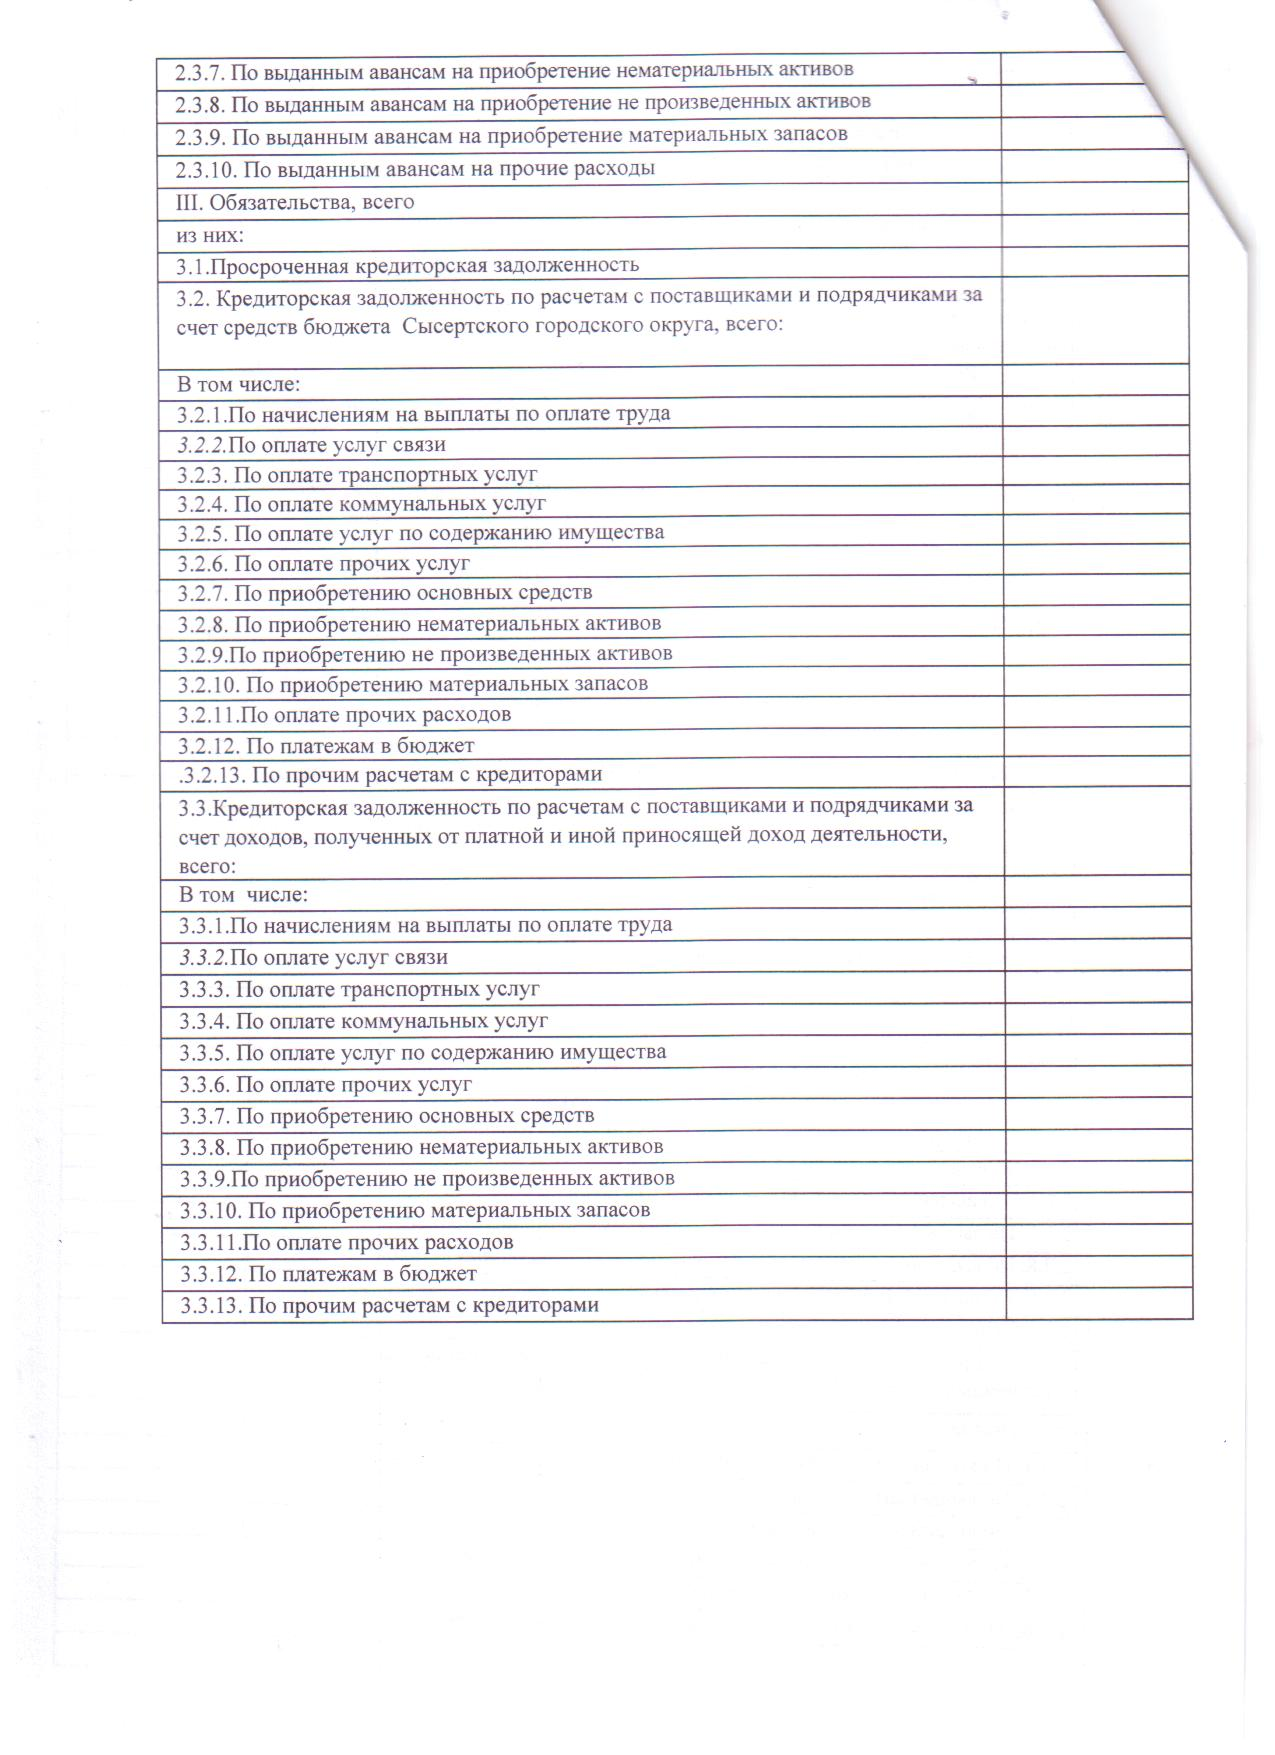 2.3.7. По выданным авансам на приобретение нематериальных активов
2.3.8. По выданным авансам на приобретение не произведенных активов
2.3.9. По выданным авансам на приобретение материальных запасов
2.3.10. По выданным авансам на прочие расходы
III. Обязательства, всего
из них:
3.1.Просроченная кредиторская задолженность
3.2. Кредиторская задолженность по расчетам с поставщиками и подрядчиками за
счет средств бюджета  Сысертского городского округа, всего:
В том числе:
3.2.1.По начислениям на выплаты по оплате труда
3.2.2.По оплате услуг связи
3.2.3. По оплате транспортных услуг
3.2.4. По оплате коммунальных услуг
3.2.5. По оплате услуг по содержанию имущества
3.2.6. По оплате прочих услуг
3.2.7. По приобретению основных средств
3.2.8. По приобретению нематериальных активов
3.2.9.По приобретению не произведенных активов
3.2.10. По приобретению материальных запасов
3.2.11.По оплате прочих расходов
3.2.12. По платежам в бюджет
.3.2.13. По прочим расчетам с кредиторами
3.3.Кредиторская задолженность по расчетам с поставщиками и подрядчиками за
счет доходов, полученных от платной и иной приносящей доход деятельности,
всего:
В том  числе:
3.3.1.По начислениям на выплаты по оплате труда
3.3.2.По оплате услуг связи
3.3.3. По оплате транспортных услуг
3.3.4. По оплате коммунальных услуг
3.3.5. По оплате услуг по содержанию имущества
3.3.6. По оплате прочих услуг
3.3.7. По приобретению основных средств
3.3.8. По приобретению нематериальных активов
3.3.9.По приобретению не произведенных активов
3.3.10. По приобретению материальных запасов
3.3.11.По оплате прочих расходов
3.3.12. По платежам в бюджет
3.3.13. По прочим расчетам с кредиторами